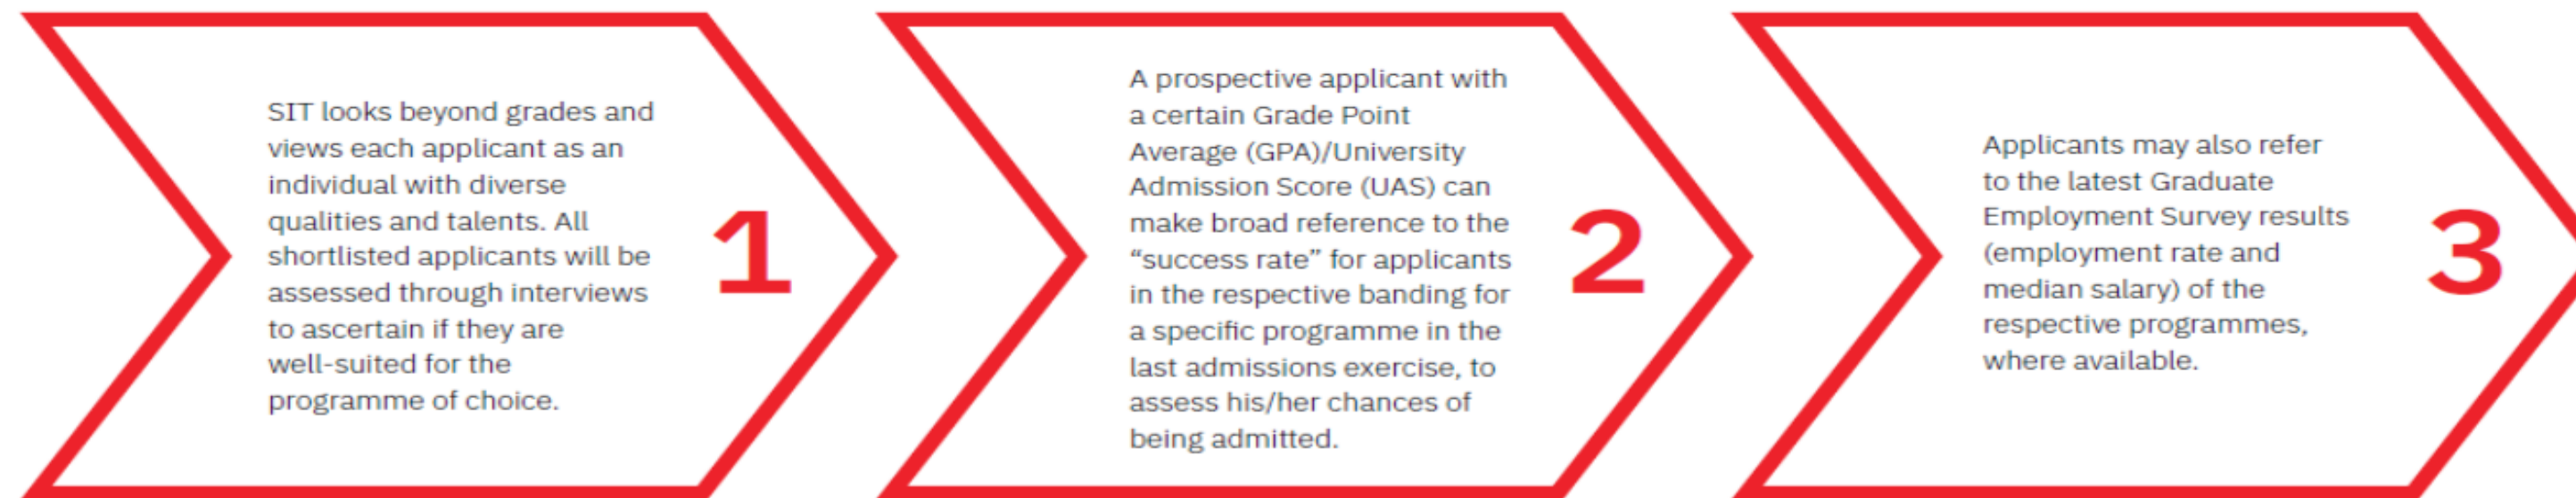 SIT looks beyond grades and
views each applicant as an
individual with diverse
qualities and talents. All
shortlisted applicants will be
assessed through interviews
to ascertain if they are
well-suited for the
programme of choice.
1
A prospective applicant with
a certain Grade Point
Average (GPA)/University
Admission Score (UAS) can
make broad reference to the
“success rate” for applicants
in the respective banding for
a specific programme in the
last admissions exercise, to
assess his/her chances of
being admitted.
2
Applicants may also refer
to the latest Graduate
Employment Survey results
(employment rate and
median salary) of the
respective programmes,
where available.
3